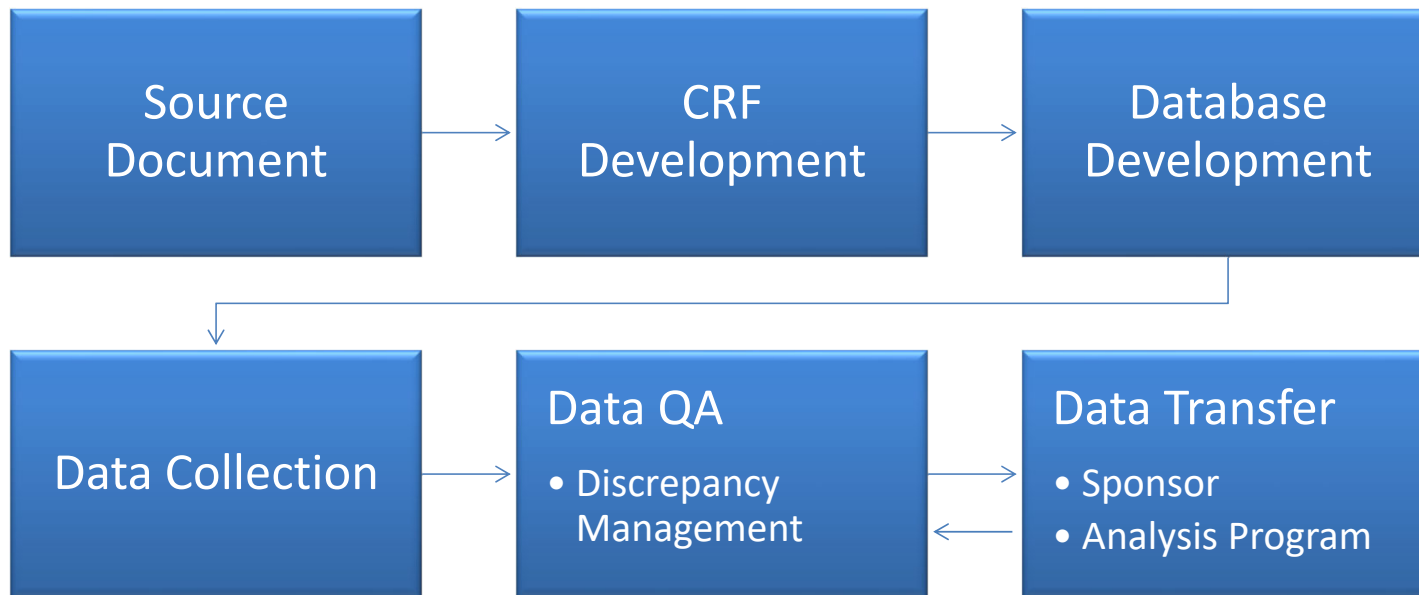 Source
Document
CRF
Development
Database
Development
Data Collection
Data QA
• Discrepancy
Management
Data Transfer
• Sponsor
• Analysis Program